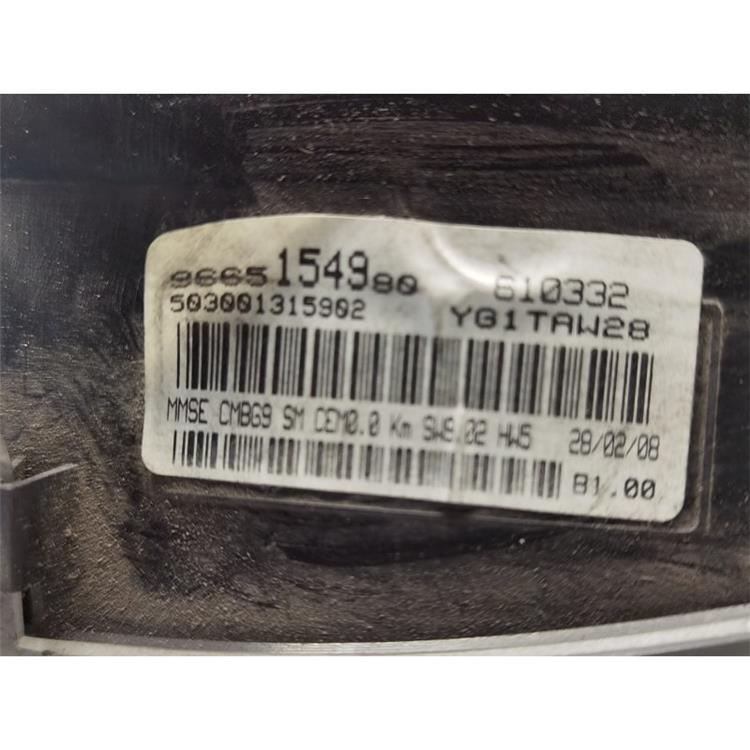 9665154980 610332
503001315902 YG1TAW28
MMSE CMBG9 SM CEM0.0 Km SW9.02 HW5 28/02/08
B1.00